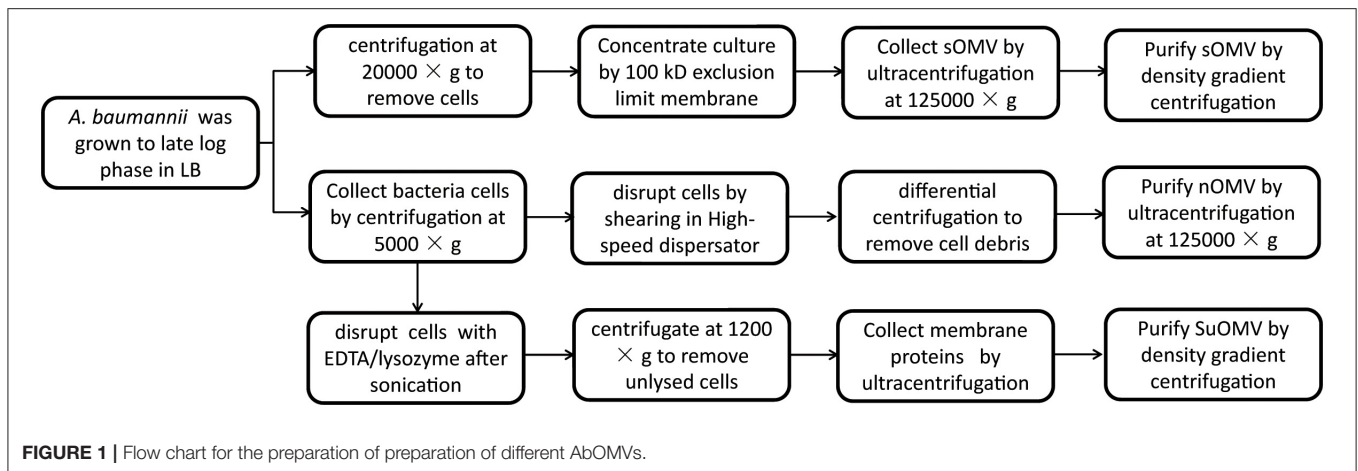 A. baumannii was
grown to late log
phase in LB
centrifugation at
20000 × g to
remove cells
Concentrate culture
by 100 kD exclusion
limit membrane
Collect sOMV by
ultracentrifugation
at 125000 × g
Purify sOMV by
density gradient
centrifugation
Collect bacteria cells
by centrifugation at
5000 × g
disrupt cells by
shearing in High-
speed dispersator
differential
centrifugation to
remove cell debris
Purify nOMV by
ultracentrifugation
at 125000 × g
disrupt cells with
EDTA/lysozyme after
sonication
centrifugate at 1200
× g to remove
unlysed cells
Collect membrane
proteins by
ultracentrifugation
Purify SuOMV by
density gradient
centrifugation
FIGURE 1 | Flow chart for the preparation of preparation of different AbOMVs.